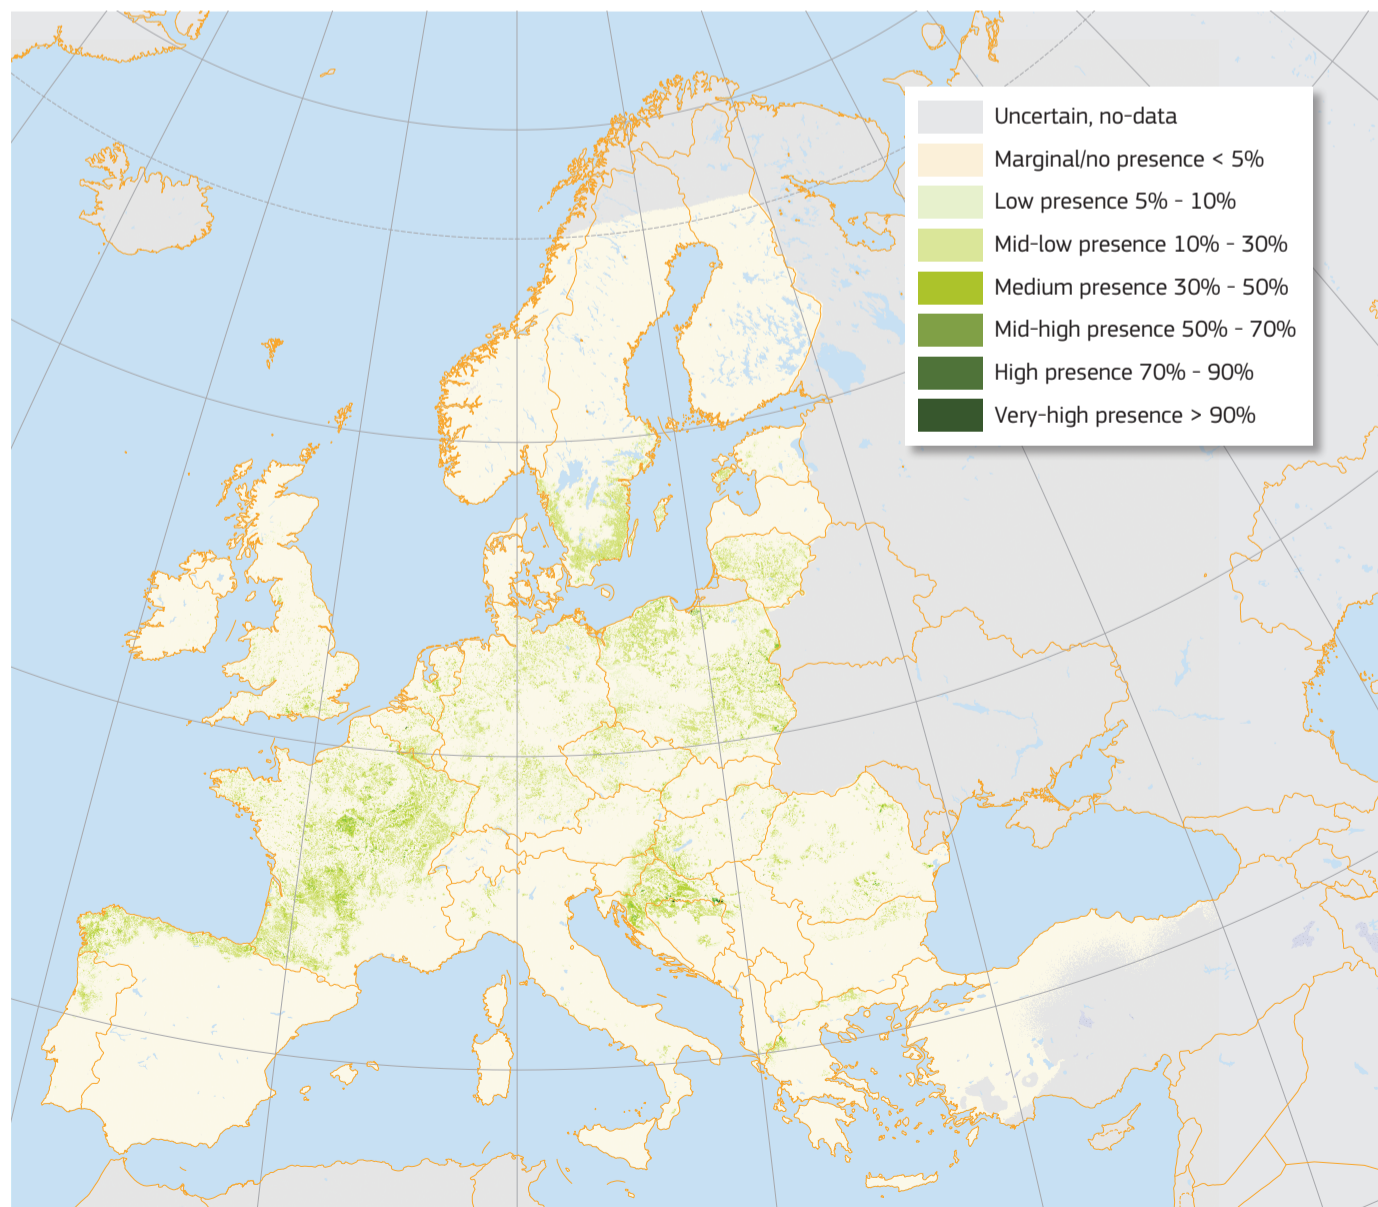 Uncertain, no-data
Marginal/no presence < 5%
Low presence 5% - 10%
Mid-low presence 10% - 30%
Medium presence 30% - 50%
Mid-high presence 50% - 70%
High presence 70% - 90%
Very-high presence > 90%